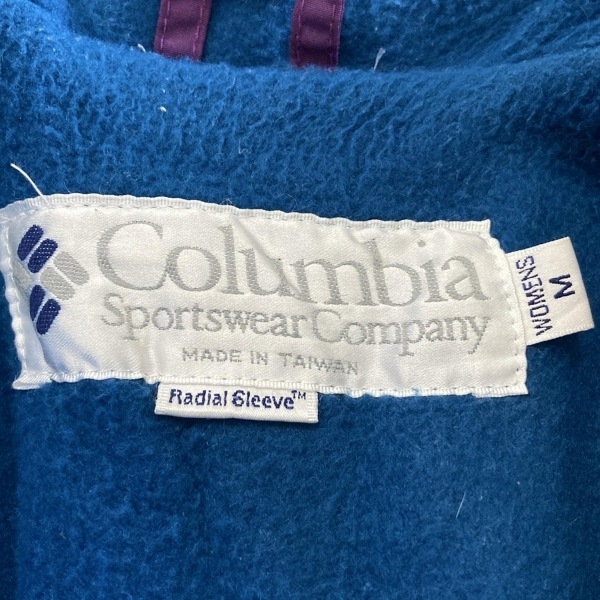 Columbia
Sportswear Company
MADE IN TAIWAN
Radial Sleeve™
WOMENS
M